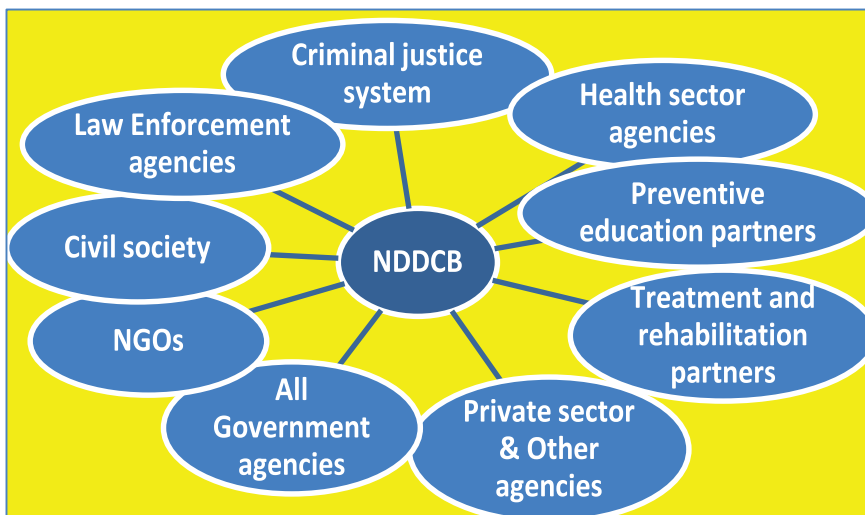 Criminal justice
system
Health sector
agencies
Law Enforcement
agencies
Preventive
education partners
Civil society
NDDCB
Treatment and
rehabilitation
partners
NGOs
All
Government
agencies
Private sector
& Other
agencies